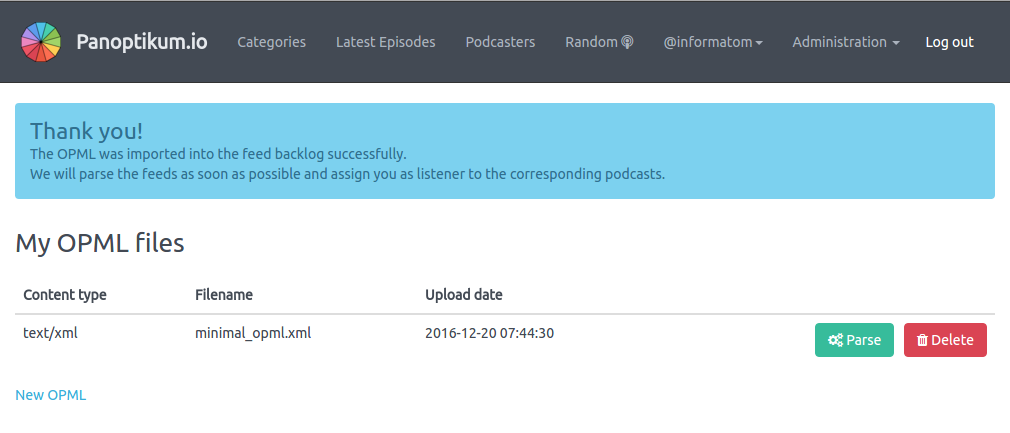 Panoptikum.io Categories Latest Episodes Podcasters Random @informatom Administration Log out
Thank you!
The OPML was imported into the feed backlog successfully.
We will parse the feeds as soon as possible and assign you as listener to the corresponding podcasts.
My OPML files
Content type Filename Upload date
text/xml minimal_opml.xml 2016-12-20 07:44:30 Parse Delete
New OPML